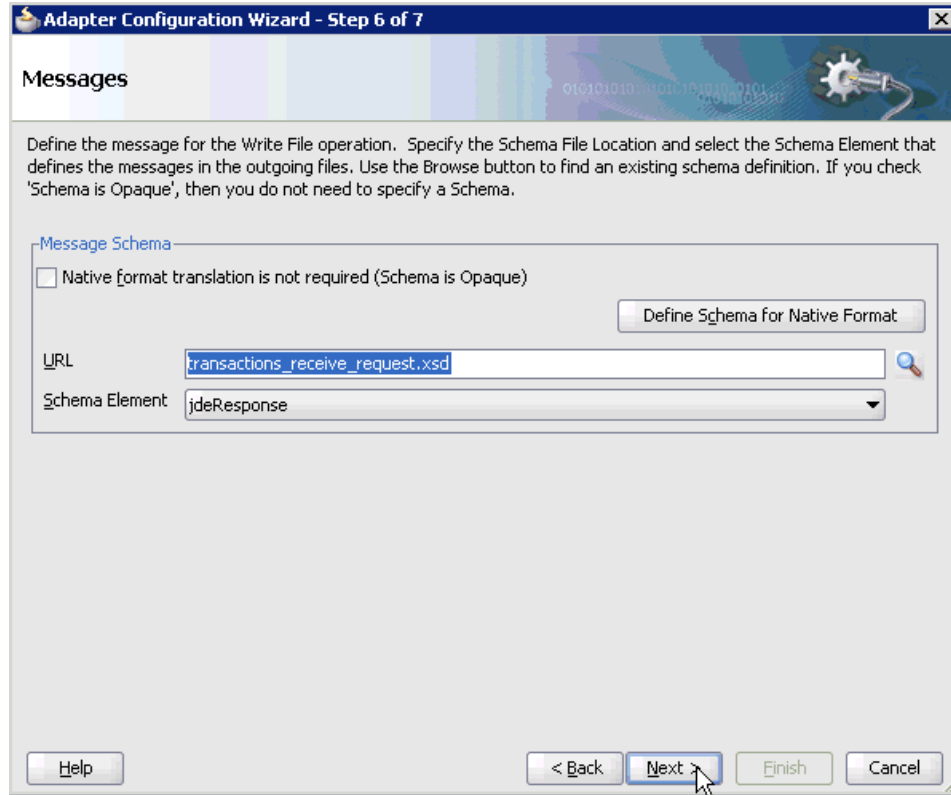 Adapter Configuration Wizard - Step 6 of 7
Messages
Define the message for the Write File operation.  Specify the Schema File Location and select the Schema Element that
defines the messages in the outgoing files. Use the Browse button to find an existing schema definition. If you check
'Schema is Opaque', then you do not need to specify a Schema.
Message Schema
Native format translation is not required (Schema is Opaque)
Define Schema for Native Format
URL
transactions_receive_request.xsd
Schema Element
jdeResponse
Help
< Back
Next >
Finish
Cancel